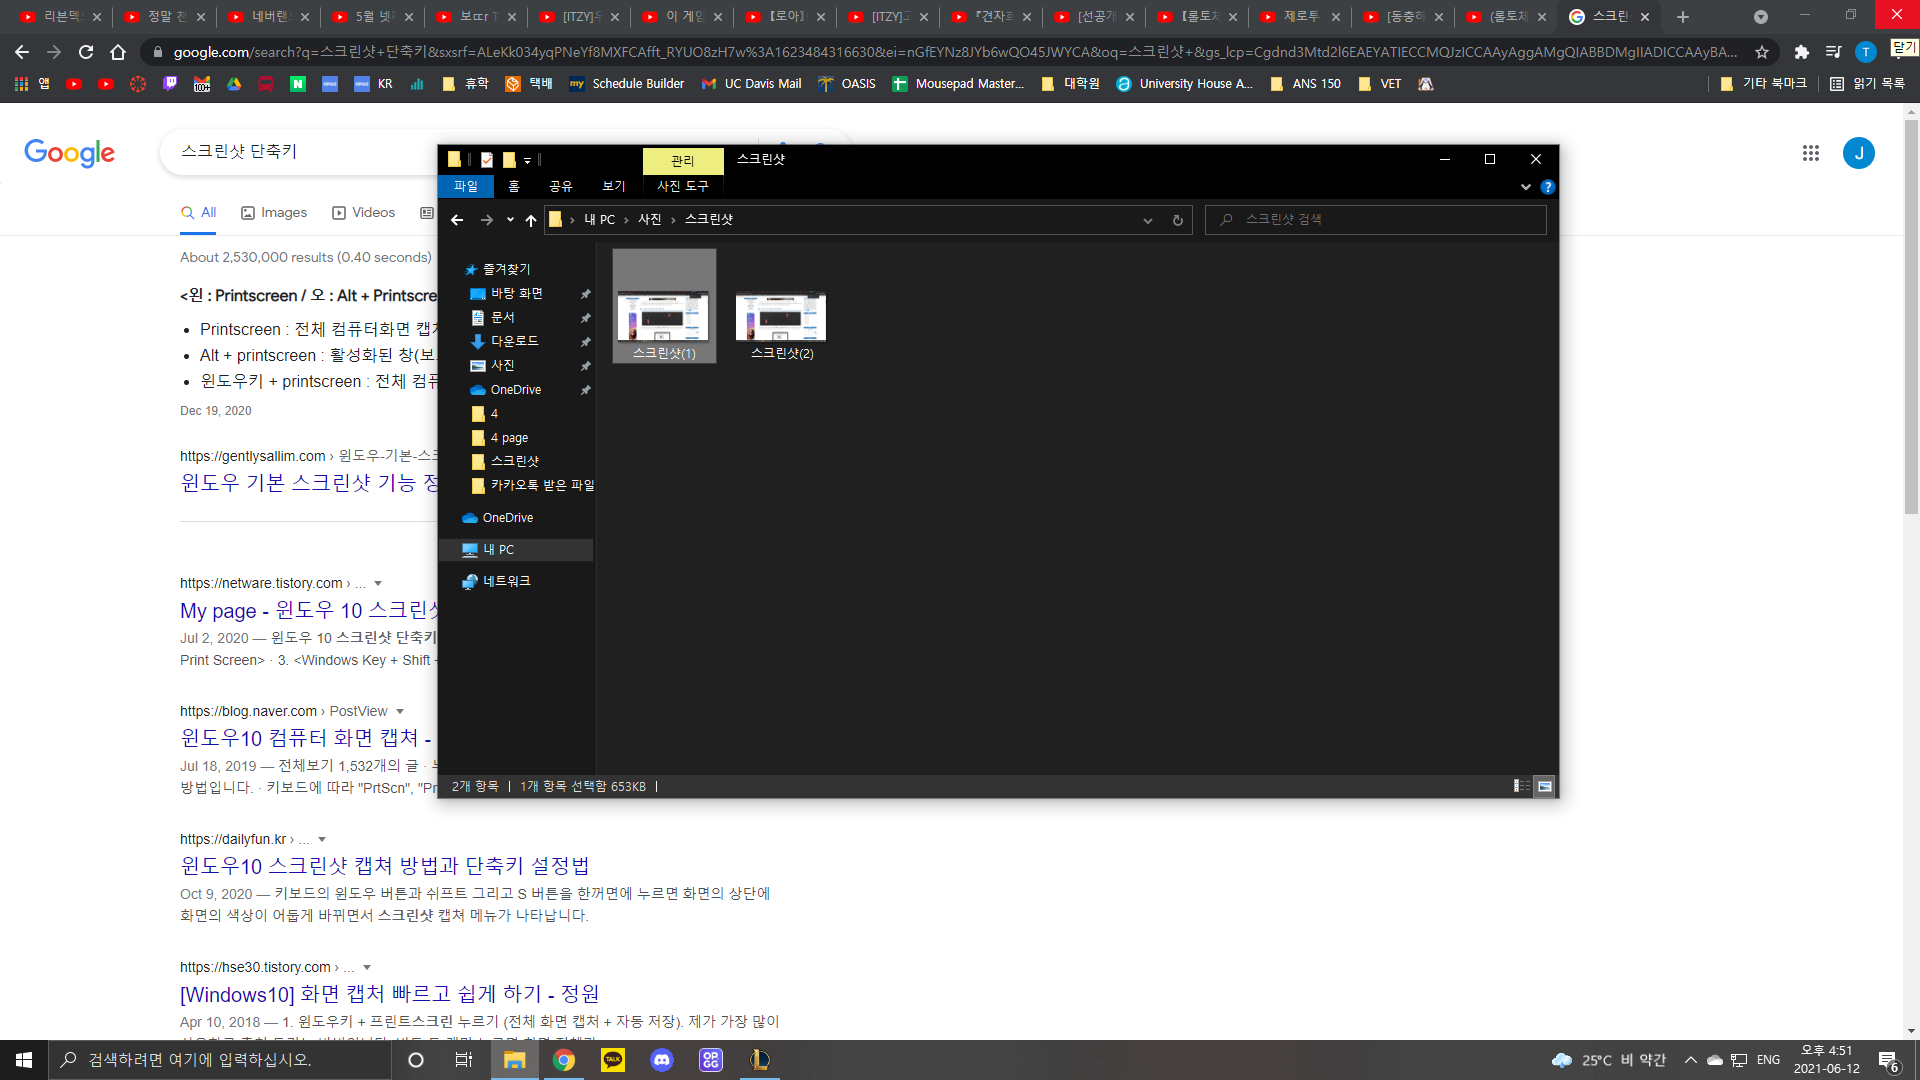 리븐덱
정말 천
네버랜
5월 넷째
보ㄸr T
[ITZY]우
이 게임
【로아】
[ITZY]고
『견자희
[선공개
【롤토체
제로투
[동충하
(롤토체
스크린
닫기
google.com/search?q=스크린샷+단축키&sxsrf=ALeKk034yqPNeYf8MXFCAfft_RYUO8zH7w%3A1623484316630&ei=nGfEYNz8JYb6wQO45JWYCA&oq=스크린샷+&gs_lcp=Cgdnd3Mtd2l6EAEYATIECCMQJzICCAAyAggAMgQIABBDMgIIADICCAAyBA...
T
앱
KR
휴학
택배
Schedule Builder
UC Davis Mail
OASIS
Mousepad Master...
대학원
University House A...
ANS 150
VET
기타 북마크
읽기 목록
Google
스크린샷 단축키
J
All
Images
Videos
About 2,530,000 results (0.40 seconds)
<윈 : Printscreen / 오 : Alt + Printscre
Printscreen : 전체 컴퓨터화면 캡처
Alt + printscreen : 활성화된 창(보
윈도우키 + printscreen : 전체 컴퓨
Dec 19, 2020
https://gentlysallim.com › 윈도우-기본-스크
윈도우 기본 스크린샷 기능 정
https://netware.tistory.com › ...
My page - 윈도우 10 스크린샷
Jul 2, 2020 — 윈도우 10 스크린샷 단축키
Print Screen> · 3. <Windows Key + Shift +
https://blog.naver.com › PostView
윈도우10 컴퓨터 화면 캡쳐 -
Jul 18, 2019 — 전체보기 1,532개의 글 ·
방법입니다. · 키보드에 따라 "PrtScn", "Pr
https://dailyfun.kr › ...
윈도우10 스크린샷 캡쳐 방법과 단축키 설정법
Oct 9, 2020 — 키보드의 윈도우 버튼과 쉬프트 그리고 S 버튼을 한꺼면에 누르면 화면의 상단에
화면의 색상이 어둡게 바뀌면서 스크린샷 캡쳐 메뉴가 나타납니다.
https://hse30.tistory.com › ...
[Windows10] 화면 캡처 빠르고 쉽게 하기 - 정원
Apr 10, 2018 — 1. 윈도우키 + 프린트스크린 누르기 (전체 화면 캡처 + 자동 저장). 제가 가장 많이
관리
스크린샷
파일
홈
공유
보기
사진 도구
내 PC › 사진 › 스크린샷
스크린샷 검색
즐겨찾기
바탕 화면
문서
다운로드
사진
OneDrive
4
4 page
스크린샷
카카오톡 받은 파일
OneDrive
내 PC
네트워크
스크린샷(1)
스크린샷(2)
2개 항목
1개 항목 선택함 653KB
검색하려면 여기에 입력하십시오.
TALK
OP.GG
25°C 비 약간
ENG
오후 4:51
2021-06-12
6